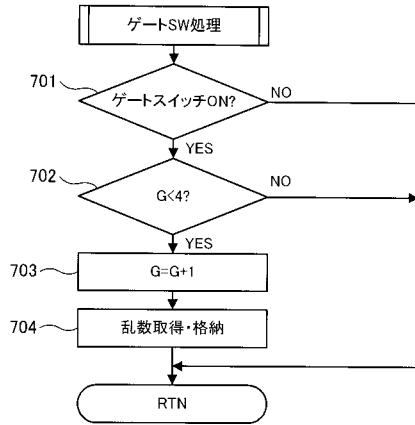 ゲートSW処理
701
ゲートスイッチON?
NO
YES
702
G<4?
NO
YES
703
G=G+1
704
乱数取得・格納
RTN